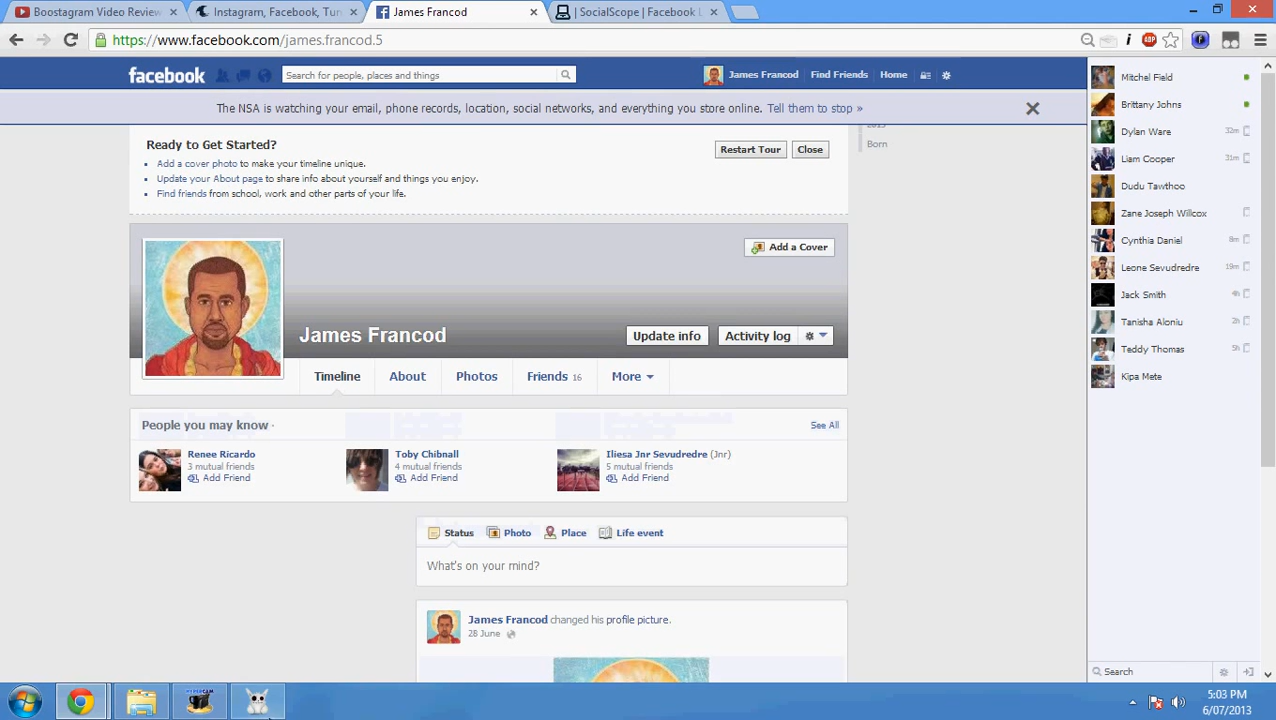 Boostagram Video Review
Instagram, Facebook, Tu
James Francod
| SocialScope | Facebook L
https://www.facebook.com/james.francod.5
facebook
Search for people, places and things
James Francod
Find Friends
Home
The NSA is watching your email, phone records, location, social networks, and everything you store online. Tell them to stop »
Ready to Get Started?
Restart Tour
Close
Add a cover photo to make your timeline unique.
Update your About page to share info about yourself and things you enjoy.
Find friends from school, work and other parts of your life.
Born
Add a Cover
James Francod
Update info
Activity log
Timeline
About
Photos
Friends 16
More
People you may know ·
See All
Renee Ricardo
3 mutual friends
Add Friend
Toby Chibnall
4 mutual friends
Add Friend
Iliesa Jnr Sevudredre (Jnr)
5 mutual friends
Add Friend
Status
Photo
Place
Life event
What's on your mind?
James Francod changed his profile picture.
28 June
Mitchel Field
Brittany Johns
Dylan Ware 32m
Liam Cooper 31m
Dudu Tawthoo
Zane Joseph Willcox
Cynthia Daniel 8m
Leone Sevudredre 19m
Jack Smith
Tanisha Aloniu 2h
Teddy Thomas 5h
Kipa Mete
Search
5:03 PM
6/07/2013